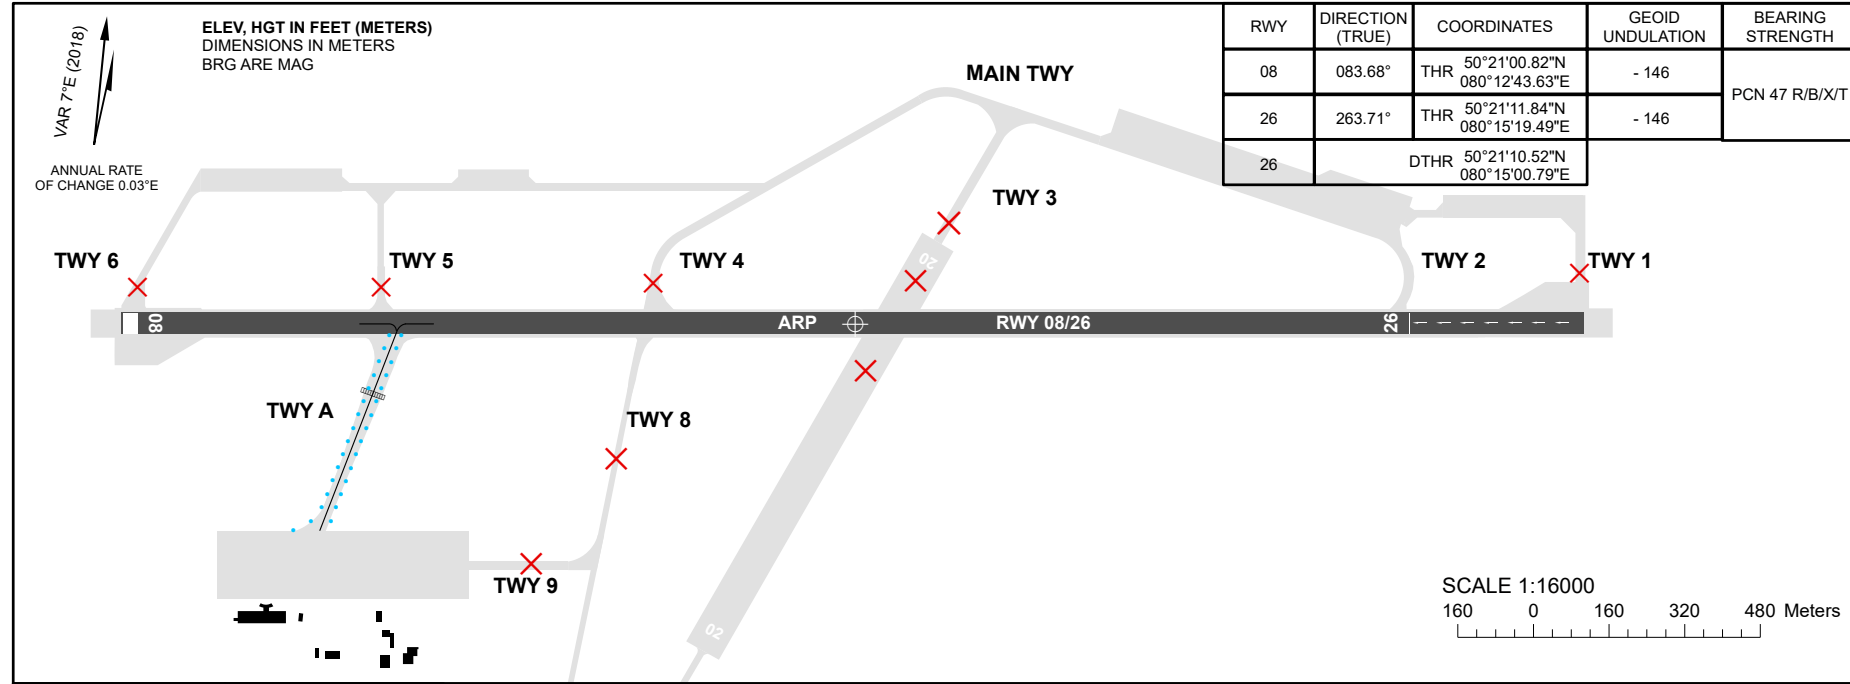 VAR 7°E (2018)
ANNUAL RATE
OF CHANGE 0.03°E
ELEV, HGT IN FEET (METERS)
DIMENSIONS IN METERS
BRG ARE MAG
RWY DIRECTION (TRUE) COORDINATES GEOID UNDULATION BEARING STRENGTH
08 083.68° THR 50°21'00.82"N 080°12'43.63"E - 146 PCN 47 R/B/X/T
26 263.71° THR 50°21'11.84"N 080°15'19.49"E - 146
26 DTHR 50°21'10.52"N 080°15'00.79"E
MAIN TWY
TWY 3
TWY 6
TWY 5
TWY 4
20
TWY 2
TWY 1
08
ARP
RWY 08/26
26
TWY A
TWY 8
TWY 9
02
SCALE 1:16000
160 0 160 320 480 Meters